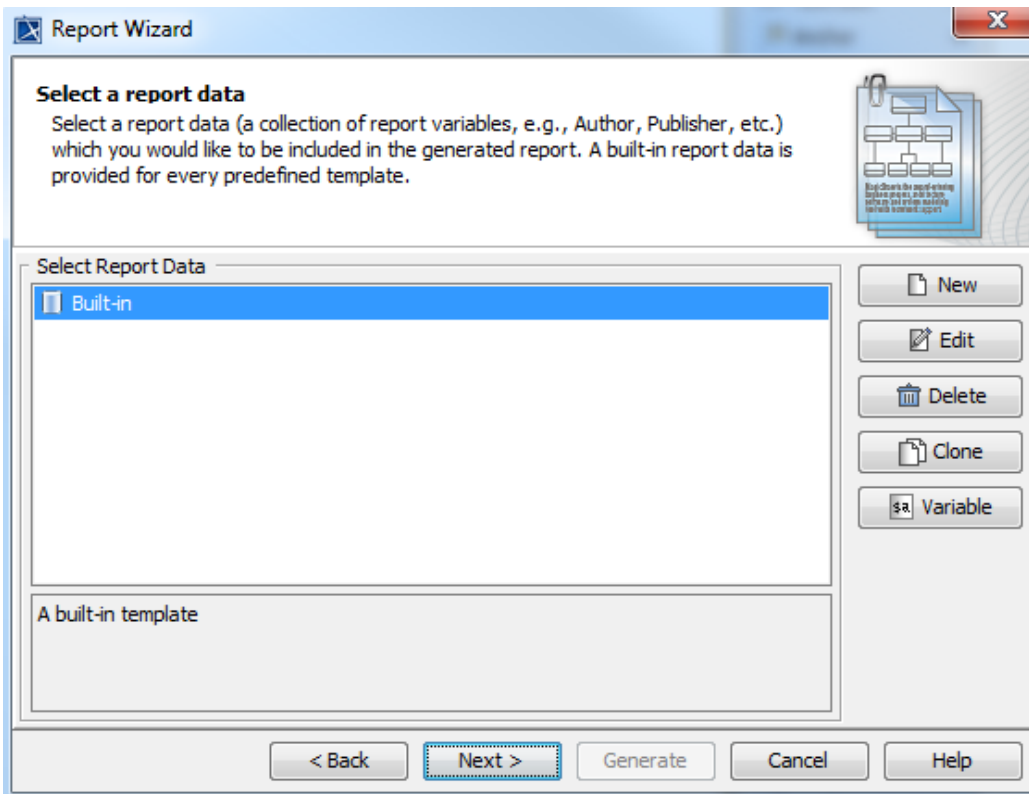 Report Wizard
Select a report data
Select a report data (a collection of report variables, e.g., Author, Publisher, etc.)
which you would like to be included in the generated report. A built-in report data is
provided for every predefined template.
Select Report Data
Built-in
New
Edit
Delete
Clone
$a Variable
A built-in template
< Back
Next >
Generate
Cancel
Help